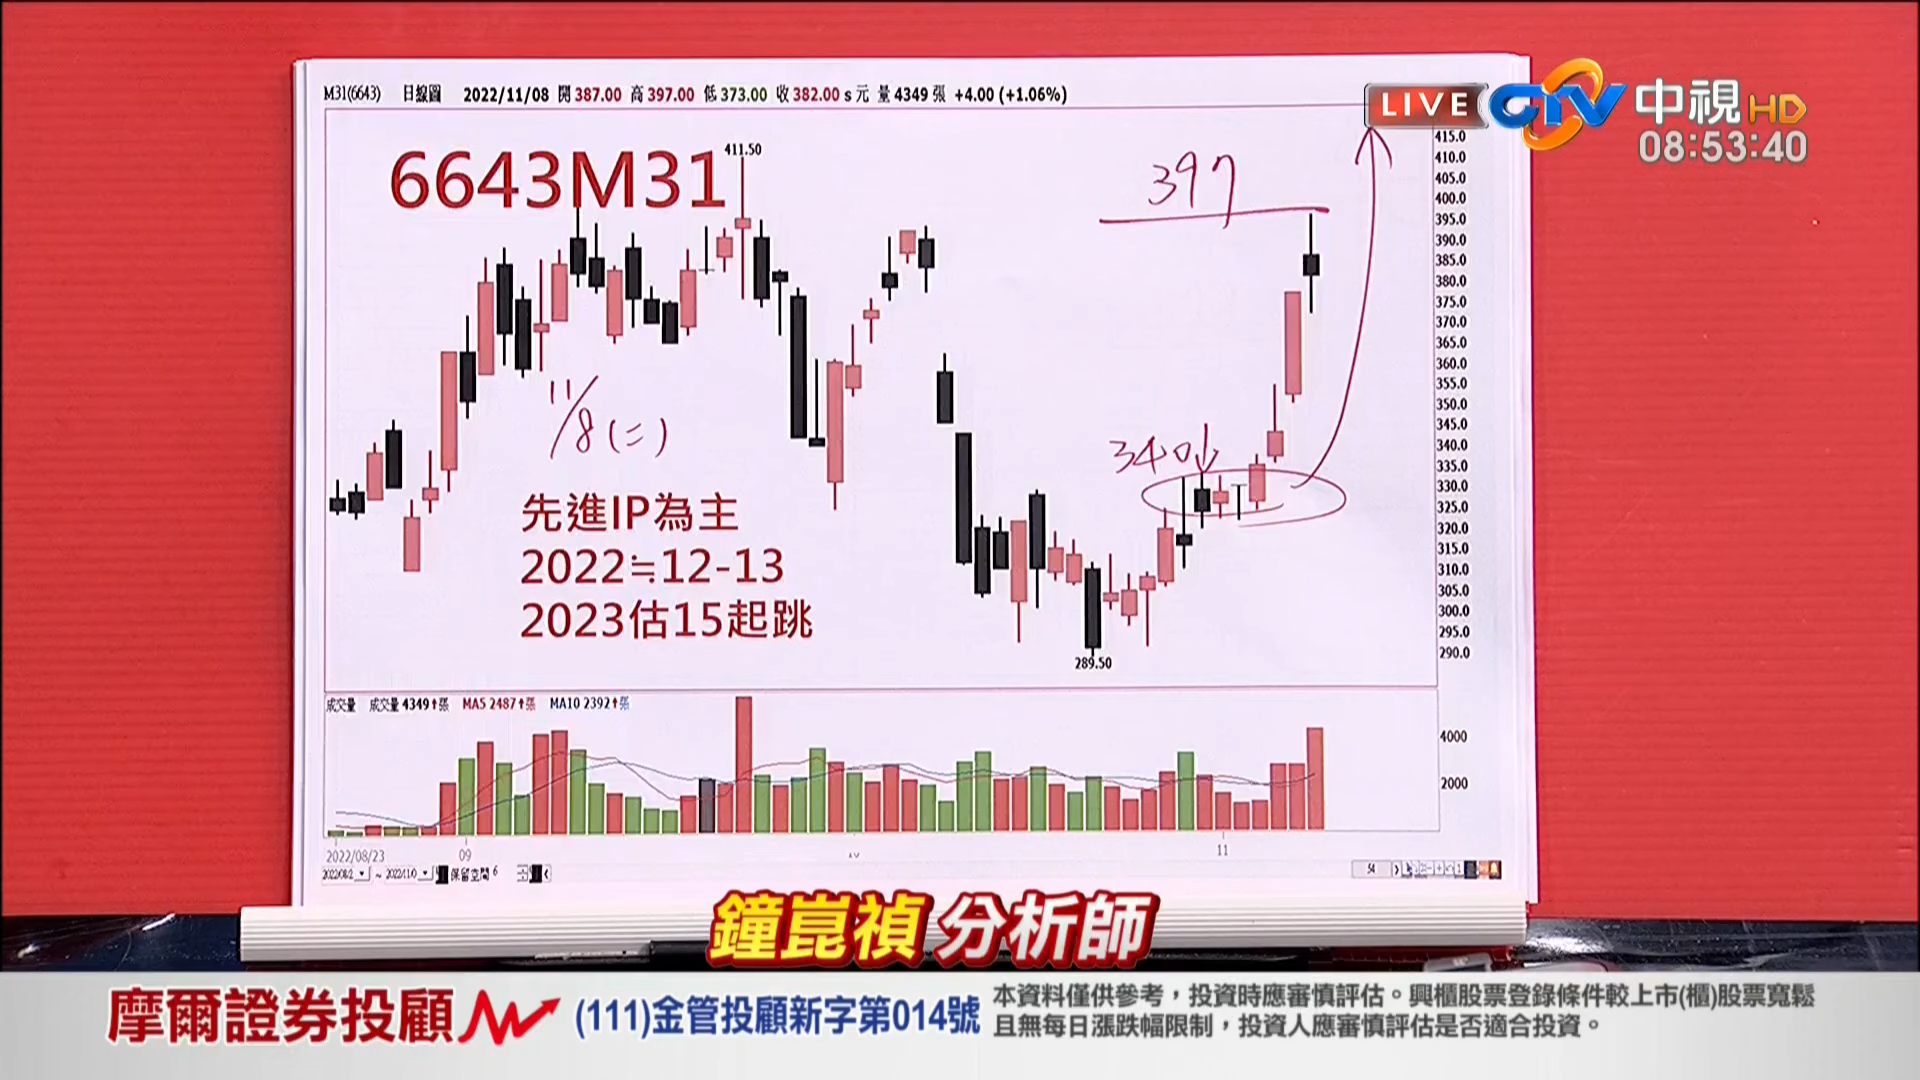 M31(6643) 日線圖 2022/11/08 開 387.00 高 397.00 低 373.00 收 382.00 s 元 量 4349 張 +4.00 (+1.06%)
LIVE CTV 中視 HD
08:53:40
6643M31
411.50
397
11/8(二)
340↓
先進IP為主
2022≒12-13
2023估15起跳
289.50
415.0
410.0
405.0
400.0
395.0
390.0
385.0
380.0
375.0
370.0
365.0
360.0
355.0
350.0
345.0
340.0
335.0
330.0
325.0
320.0
315.0
310.0
305.0
300.0
295.0
290.0
成交量 成交量 4349↑張 MA5 2487↑張 MA10 2392↑張
4000
2000
2022/08/23 09 11
保留空間 6
54
鐘崑禎 分析師
摩爾證券投顧 (111)金管投顧新字第014號
本資料僅供參考，投資時應審慎評估。興櫃股票登錄條件較上市(櫃)股票寬鬆
且無每日漲跌幅限制，投資人應審慎評估是否適合投資。